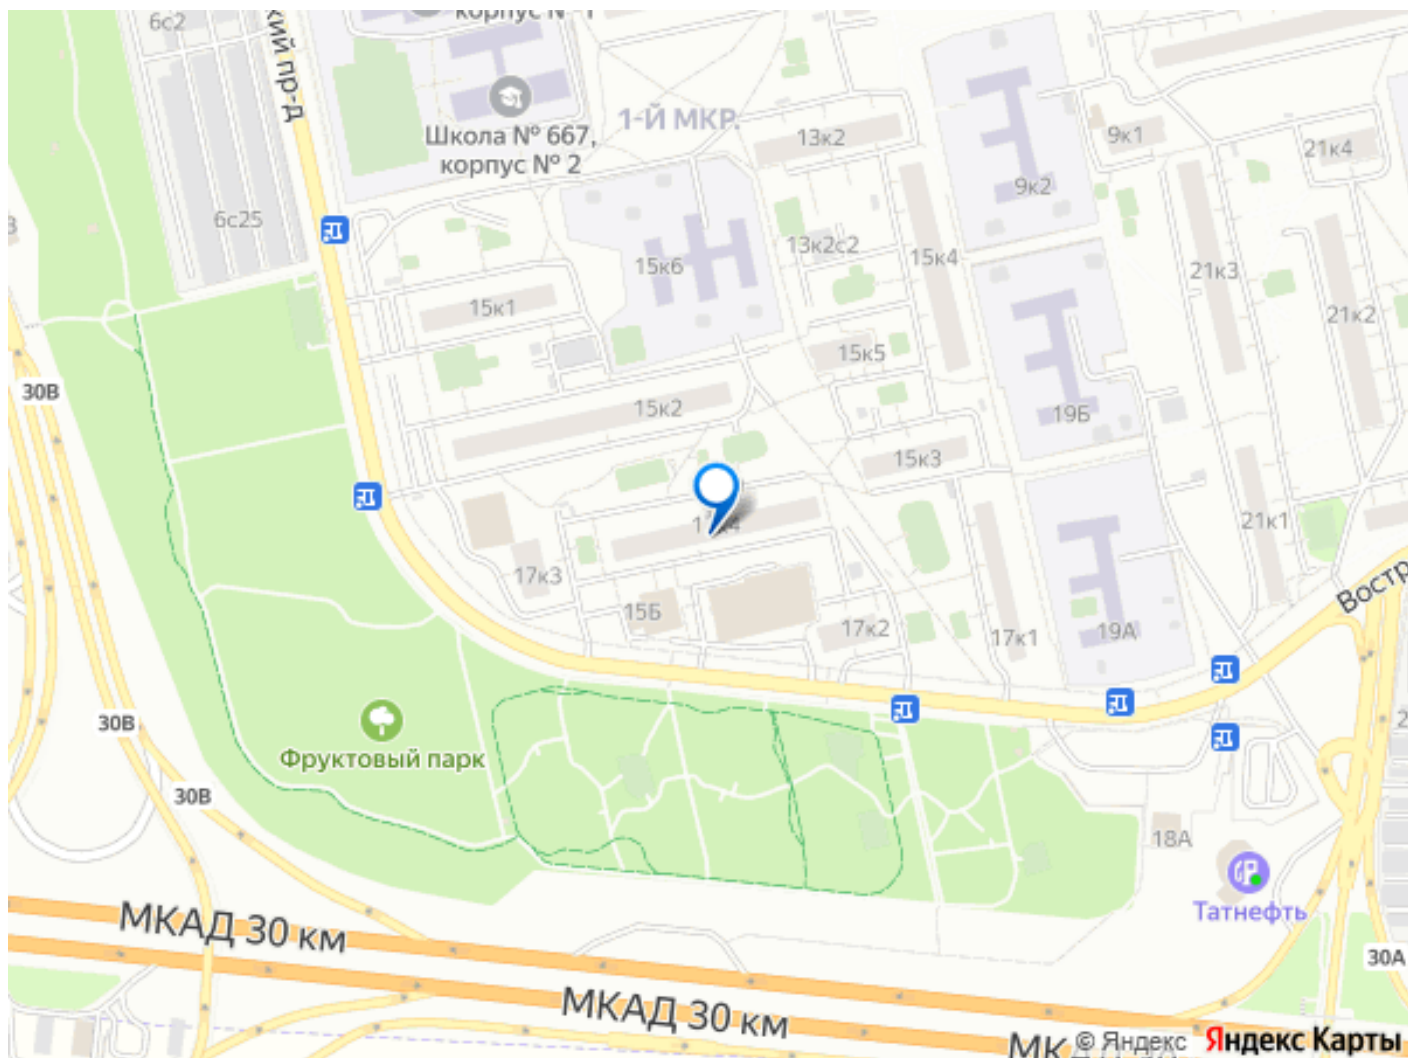 корпус № 1
6с2
кий пр-д
Школа № 667,
корпус № 2
1-Й МКР.
13к2
9к1
21к4
9к2
6с25
13к2с2
15к4
15к6
21к3
15к1
21к2
15к5
30В
15к2
19Б
15к3
21к1
17к3
15Б
17к2
17к1
19А
Востр
Фруктовый парк
30В
30В
18А
Татнефть
МКАД 30 км
30А
МКАД 30 км
© Яндекс Яндекс Карты